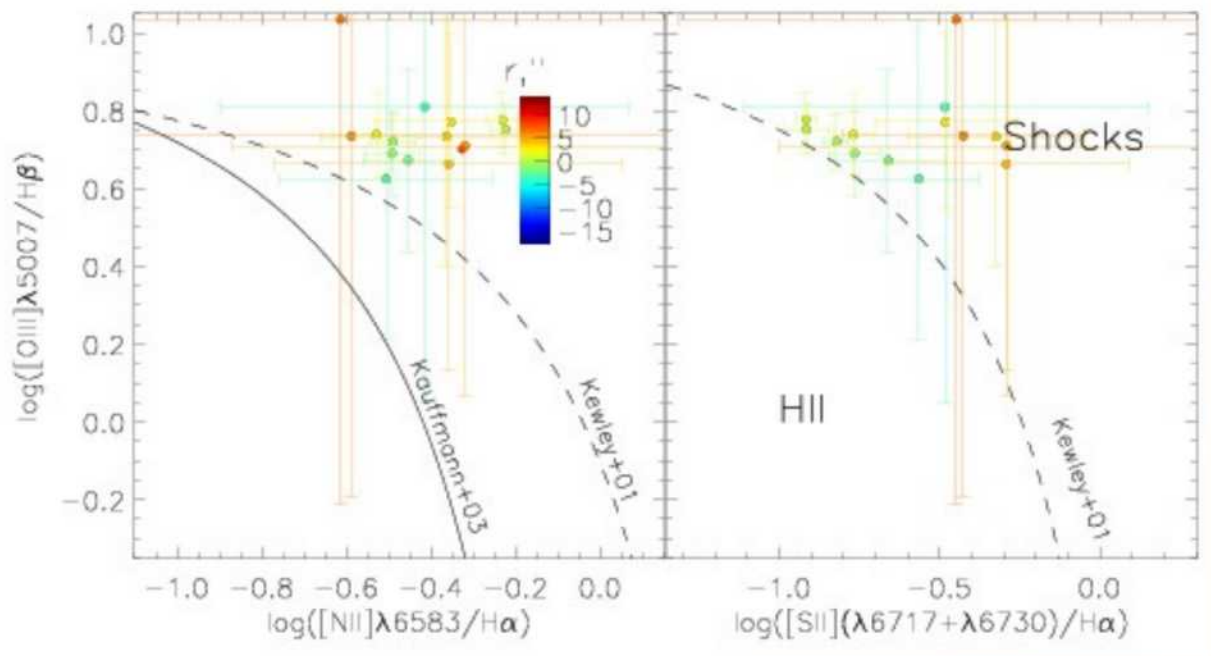 1.0
0.8
0.6
0.4
0.2
0.0
−0.2
log([OIII]λ5007/Hβ)
10
5
0
−5
−10
−15
Kauffmann+03
Kewley+01
−1.0 −0.8 −0.6 −0.4 −0.2 0.0
log([NII]λ6583/Hα)
Shocks
HII
Kewley+01
−1.0 −0.5 0.0
log([SII](λ6717+λ6730)/Hα)